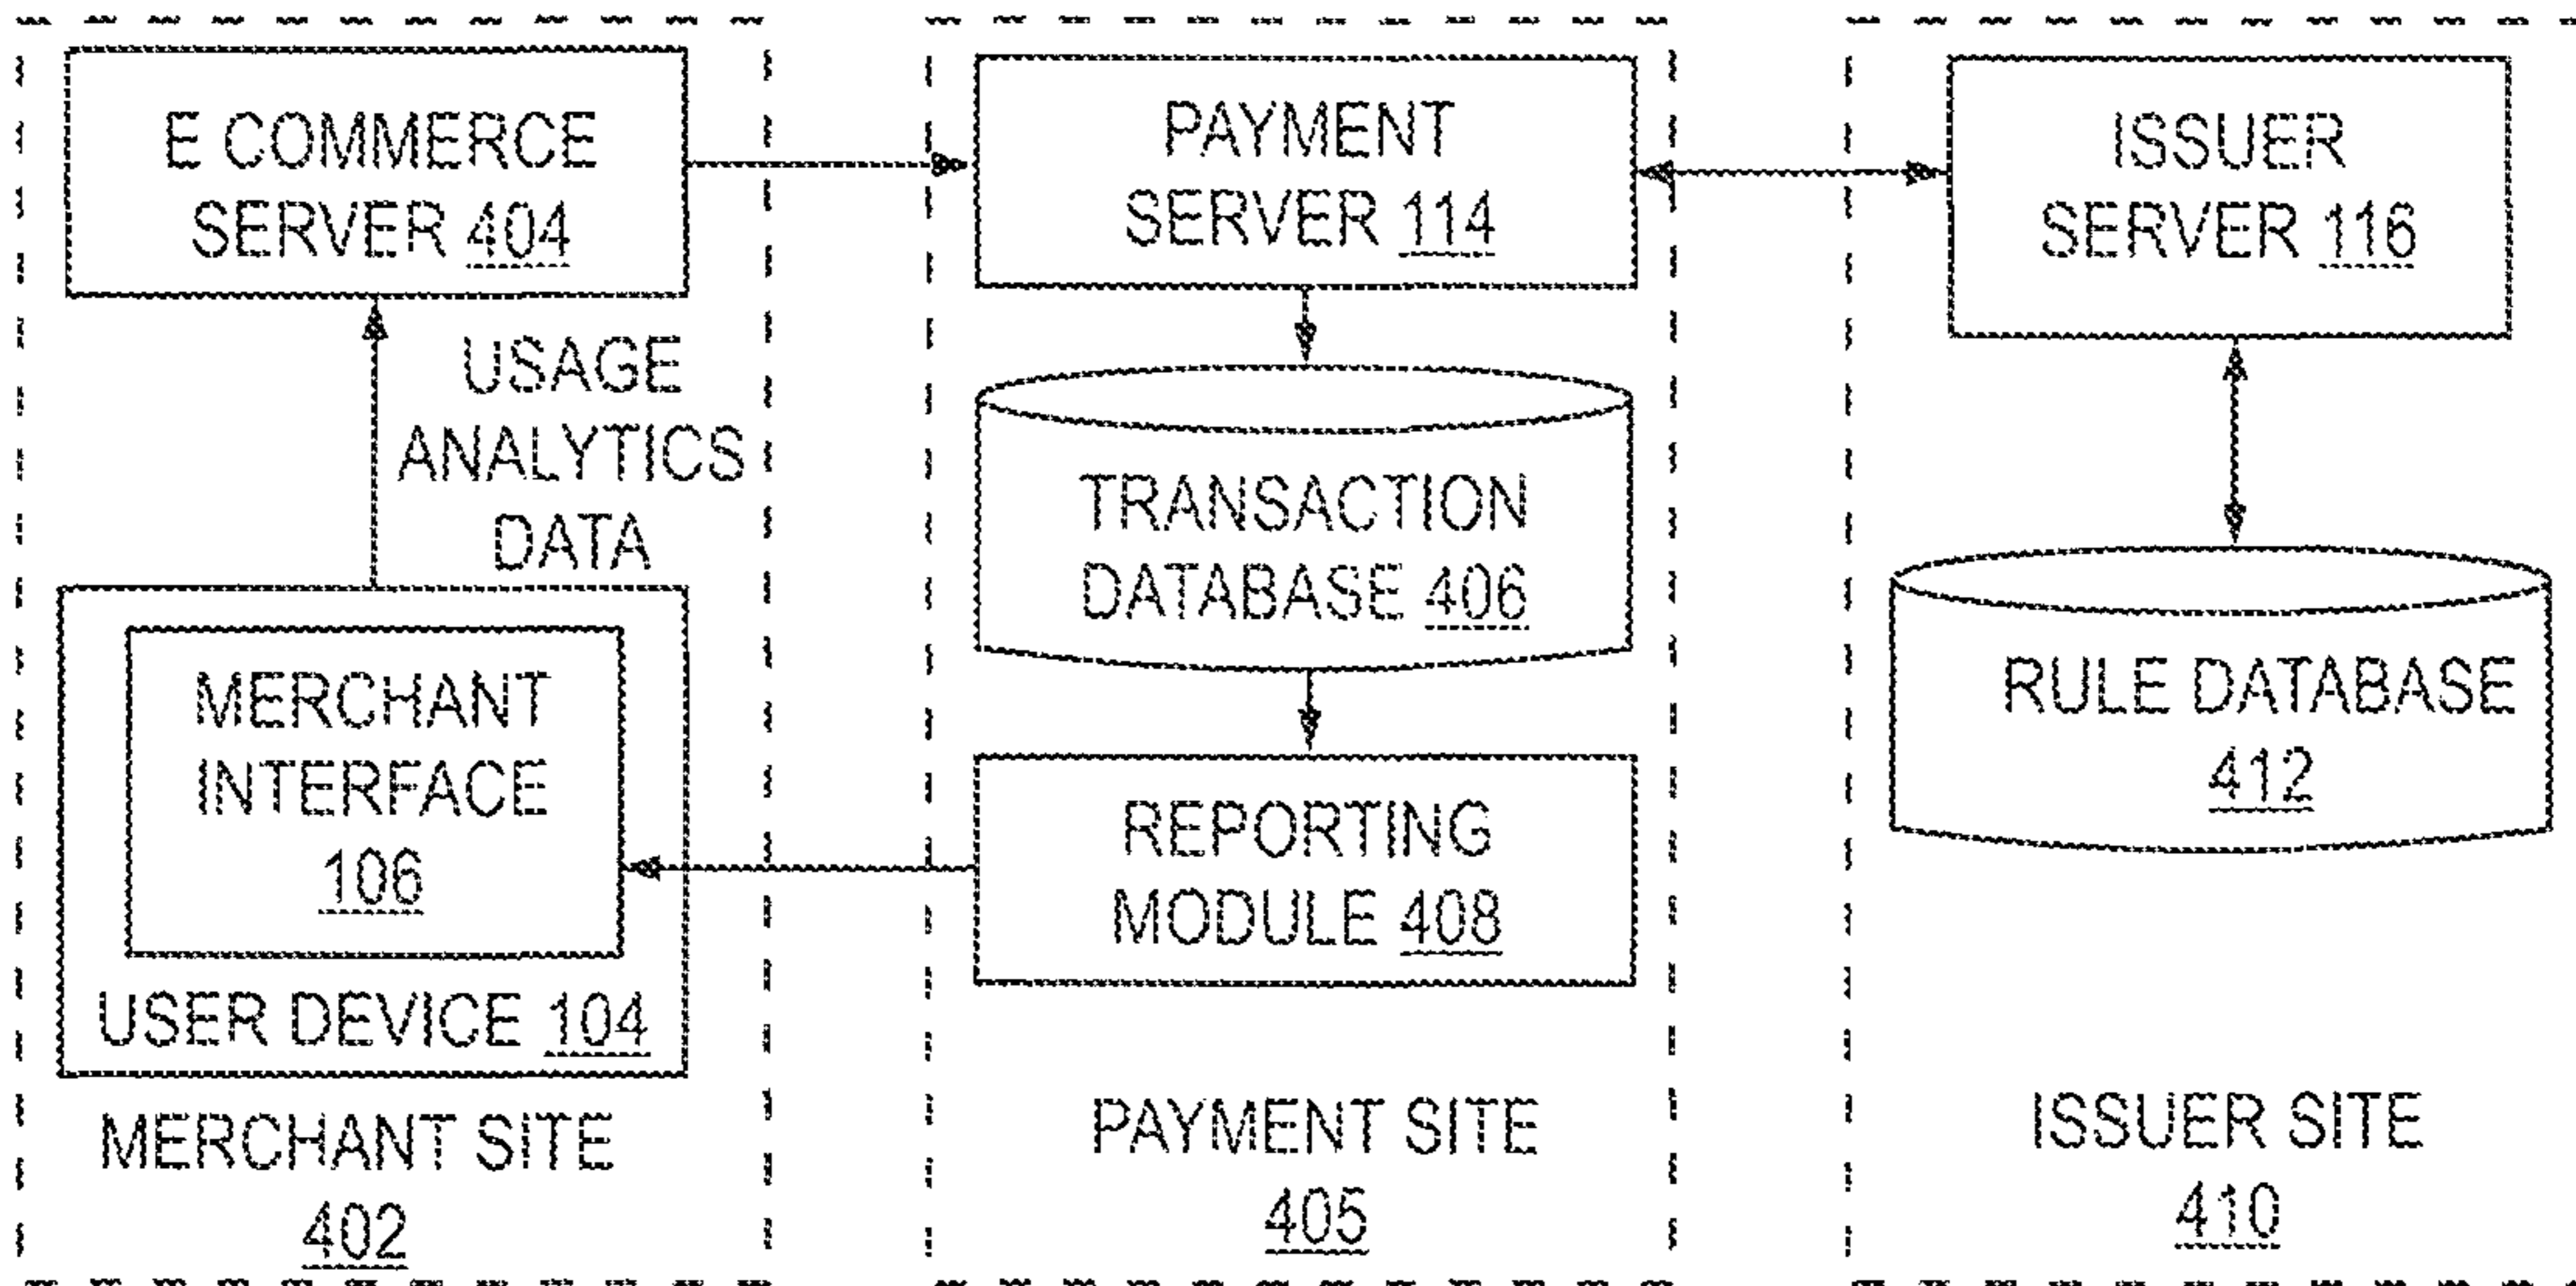 E COMMERCE
SERVER 404
USAGE
ANALYTICS
DATA
MERCHANT
INTERFACE
106
USER DEVICE 104
MERCHANT SITE
402
PAYMENT
SERVER 114
TRANSACTION
DATABASE 406
REPORTING
MODULE 408
PAYMENT SITE
405
ISSUER
SERVER 116
RULE DATABASE
412
ISSUER SITE
410